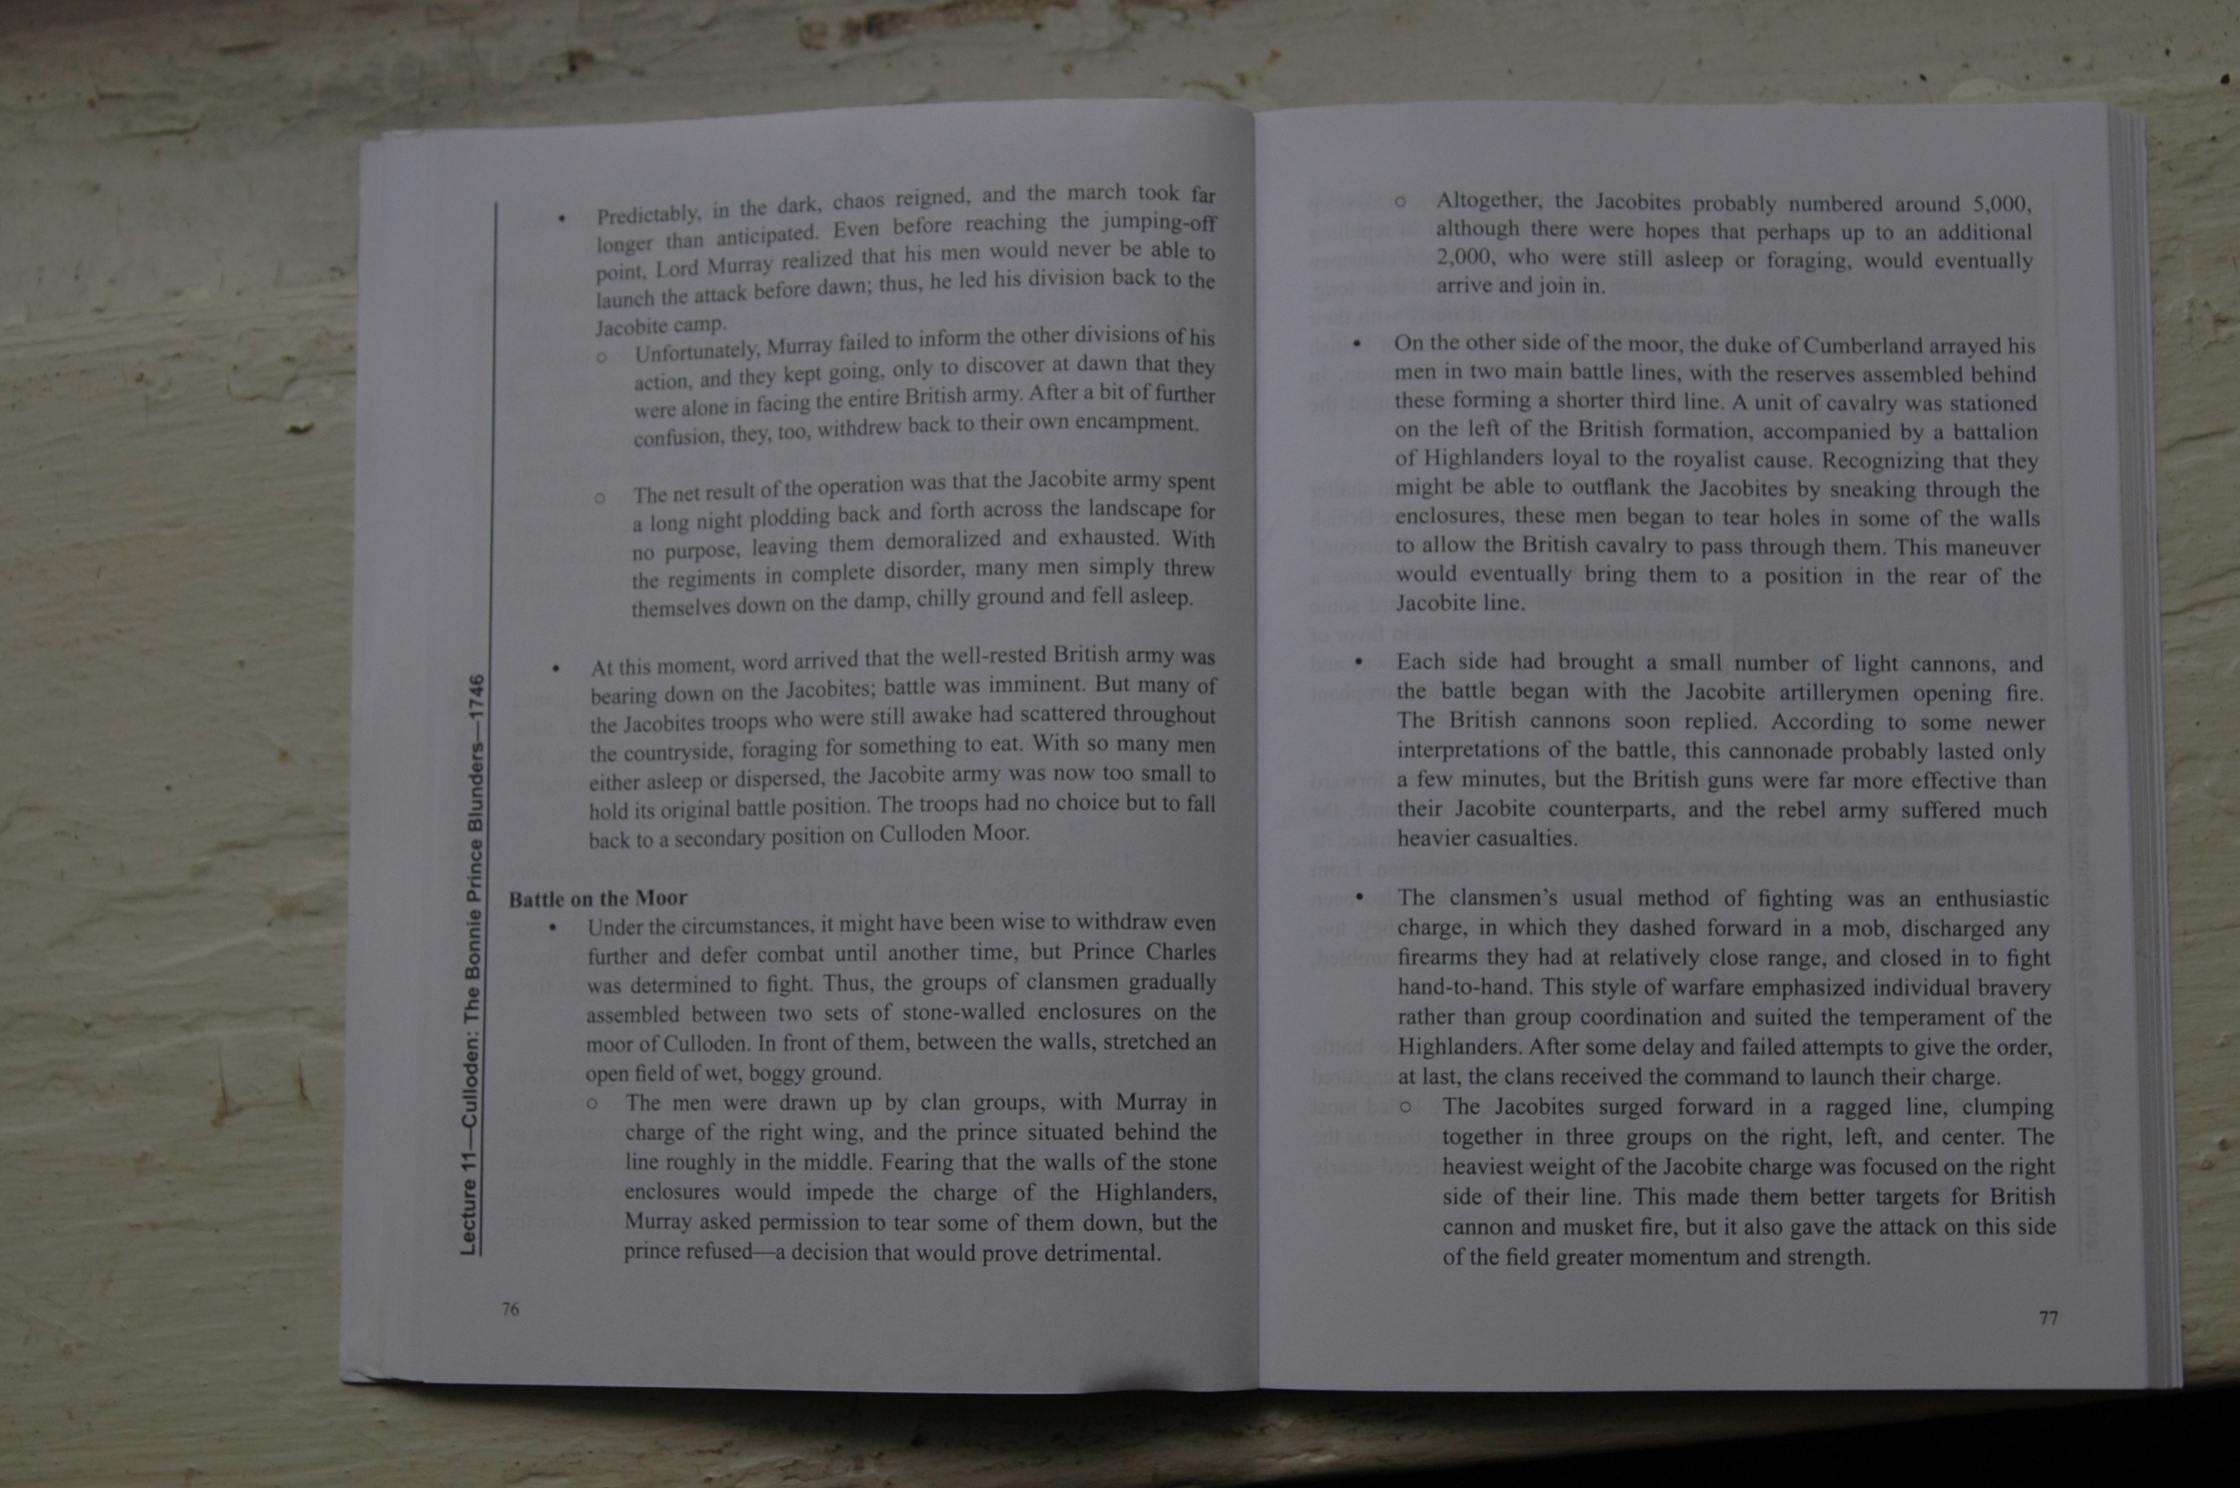 Lecture 11—Culloden: The Bonnie Prince Blunders—1746
• Predictably, in the dark, chaos reigned, and the march took far
longer than anticipated. Even before reaching the jumping-off
point, Lord Murray realized that his men would never be able to
launch the attack before dawn; thus, he led his division back to the
Jacobite camp.
○ Unfortunately, Murray failed to inform the other divisions of his
action, and they kept going, only to discover at dawn that they
were alone in facing the entire British army. After a bit of further
confusion, they, too, withdrew back to their own encampment.
○ The net result of the operation was that the Jacobite army spent
a long night plodding back and forth across the landscape for
no purpose, leaving them demoralized and exhausted. With
the regiments in complete disorder, many men simply threw
themselves down on the damp, chilly ground and fell asleep.
• At this moment, word arrived that the well-rested British army was
bearing down on the Jacobites; battle was imminent. But many of
the Jacobites troops who were still awake had scattered throughout
the countryside, foraging for something to eat. With so many men
either asleep or dispersed, the Jacobite army was now too small to
hold its original battle position. The troops had no choice but to fall
back to a secondary position on Culloden Moor.
Battle on the Moor
• Under the circumstances, it might have been wise to withdraw even
further and defer combat until another time, but Prince Charles
was determined to fight. Thus, the groups of clansmen gradually
assembled between two sets of stone-walled enclosures on the
moor of Culloden. In front of them, between the walls, stretched an
open field of wet, boggy ground.
○ The men were drawn up by clan groups, with Murray in
charge of the right wing, and the prince situated behind the
line roughly in the middle. Fearing that the walls of the stone
enclosures would impede the charge of the Highlanders,
Murray asked permission to tear some of them down, but the
prince refused—a decision that would prove detrimental.
76
○ Altogether, the Jacobites probably numbered around 5,000,
although there were hopes that perhaps up to an additional
2,000, who were still asleep or foraging, would eventually
arrive and join in.
• On the other side of the moor, the duke of Cumberland arrayed his
men in two main battle lines, with the reserves assembled behind
these forming a shorter third line. A unit of cavalry was stationed
on the left of the British formation, accompanied by a battalion
of Highlanders loyal to the royalist cause. Recognizing that they
might be able to outflank the Jacobites by sneaking through the
enclosures, these men began to tear holes in some of the walls
to allow the British cavalry to pass through them. This maneuver
would eventually bring them to a position in the rear of the
Jacobite line.
• Each side had brought a small number of light cannons, and
the battle began with the Jacobite artillerymen opening fire.
The British cannons soon replied. According to some newer
interpretations of the battle, this cannonade probably lasted only
a few minutes, but the British guns were far more effective than
their Jacobite counterparts, and the rebel army suffered much
heavier casualties.
• The clansmen's usual method of fighting was an enthusiastic
charge, in which they dashed forward in a mob, discharged any
firearms they had at relatively close range, and closed in to fight
hand-to-hand. This style of warfare emphasized individual bravery
rather than group coordination and suited the temperament of the
Highlanders. After some delay and failed attempts to give the order,
at last, the clans received the command to launch their charge.
○ The Jacobites surged forward in a ragged line, clumping
together in three groups on the right, left, and center. The
heaviest weight of the Jacobite charge was focused on the right
side of their line. This made them better targets for British
cannon and musket fire, but it also gave the attack on this side
of the field greater momentum and strength.
77